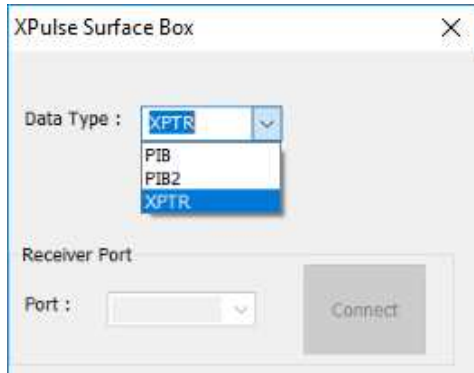 XPulse Surface Box
Data Type : XPTR
PIB
PIB2
XPTR
Receiver Port
Port :
Connect